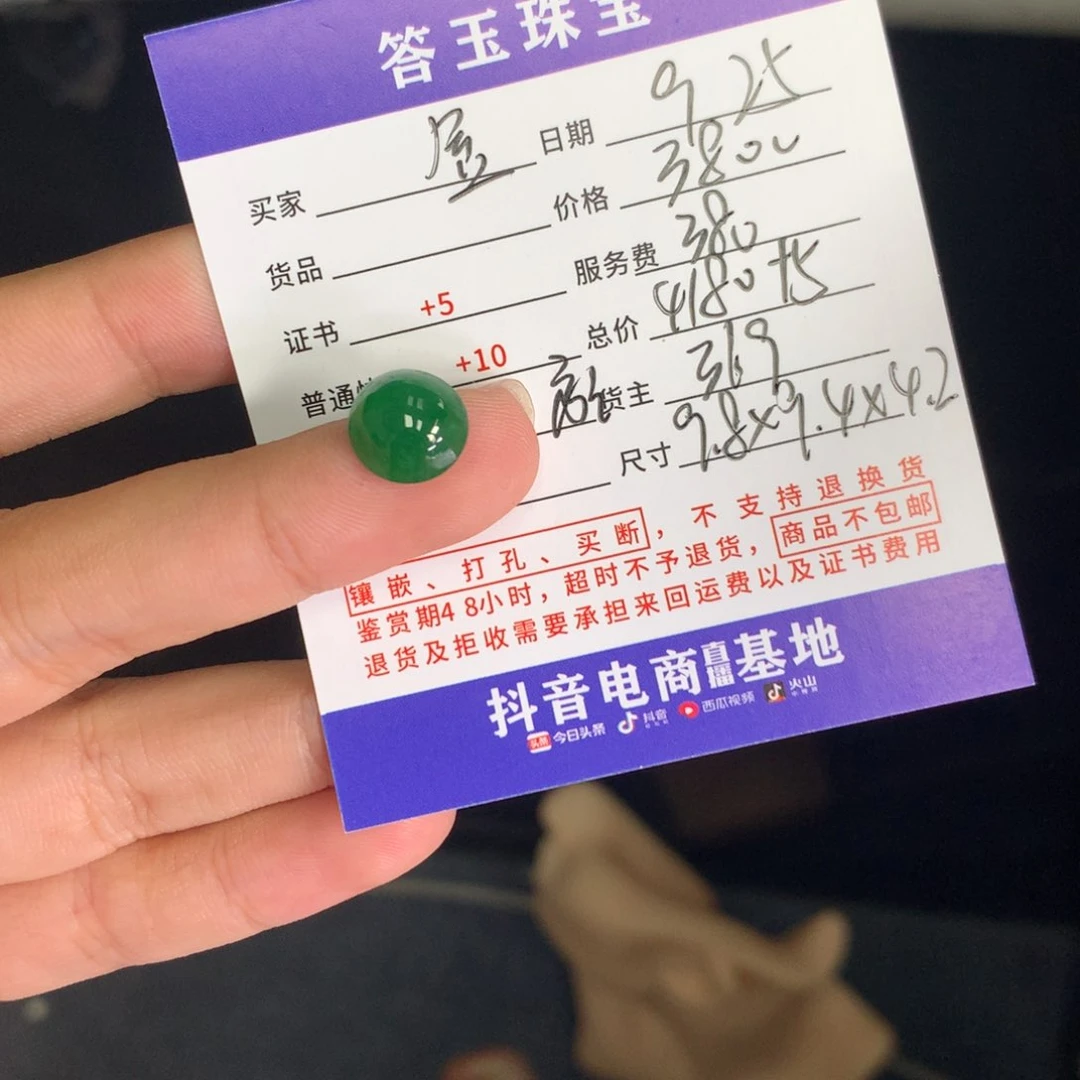 答玉珠宝
买家 日期 9 25
货品 价格 3800
证书 +5 服务费 380
普通 +10 总价 4180 +5
货主 319
尺寸 9.8x9.4x4.2
镶嵌、打孔、买断，不支持退换货
鉴赏期48小时，超时不予退货，商品不包邮
退货及拒收需要承担来回运费以及证书费用
抖音电商直播基地
头条 今日头条 抖音 西瓜视频 火山